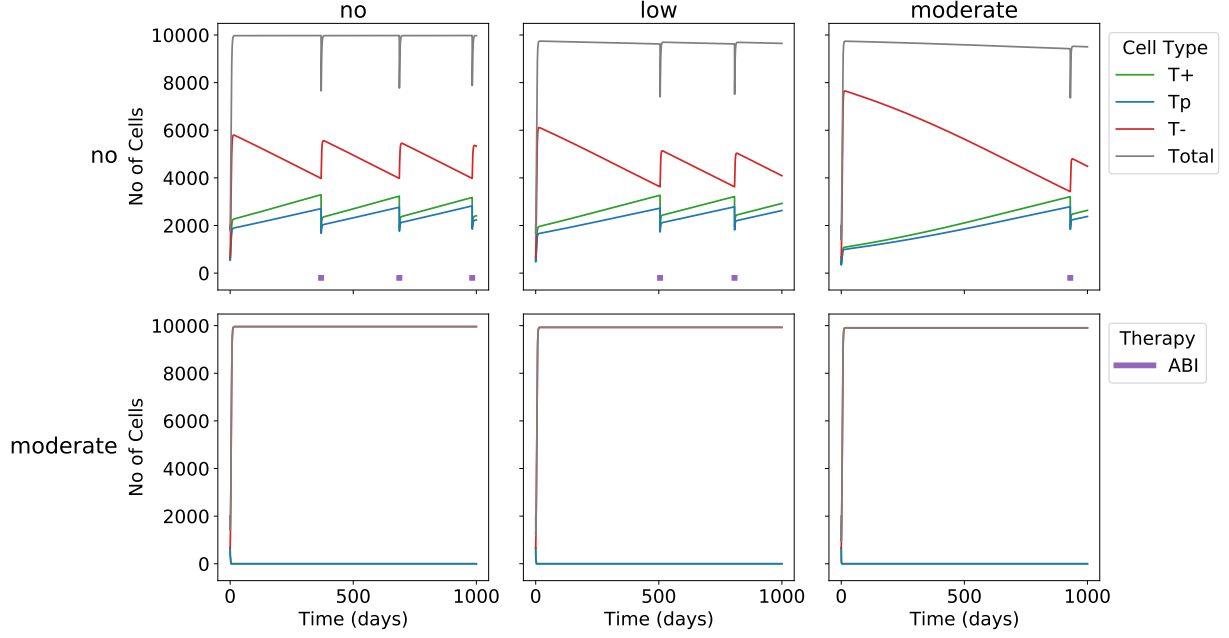 no low moderate
10000
8000
6000
4000
2000
0
No of Cells
no
Cell Type
T+
Tp
T-
Total
10000
8000
6000
4000
2000
0
No of Cells
moderate
Therapy
ABI
0 500 1000 0 500 1000 0 500 1000
Time (days) Time (days) Time (days)